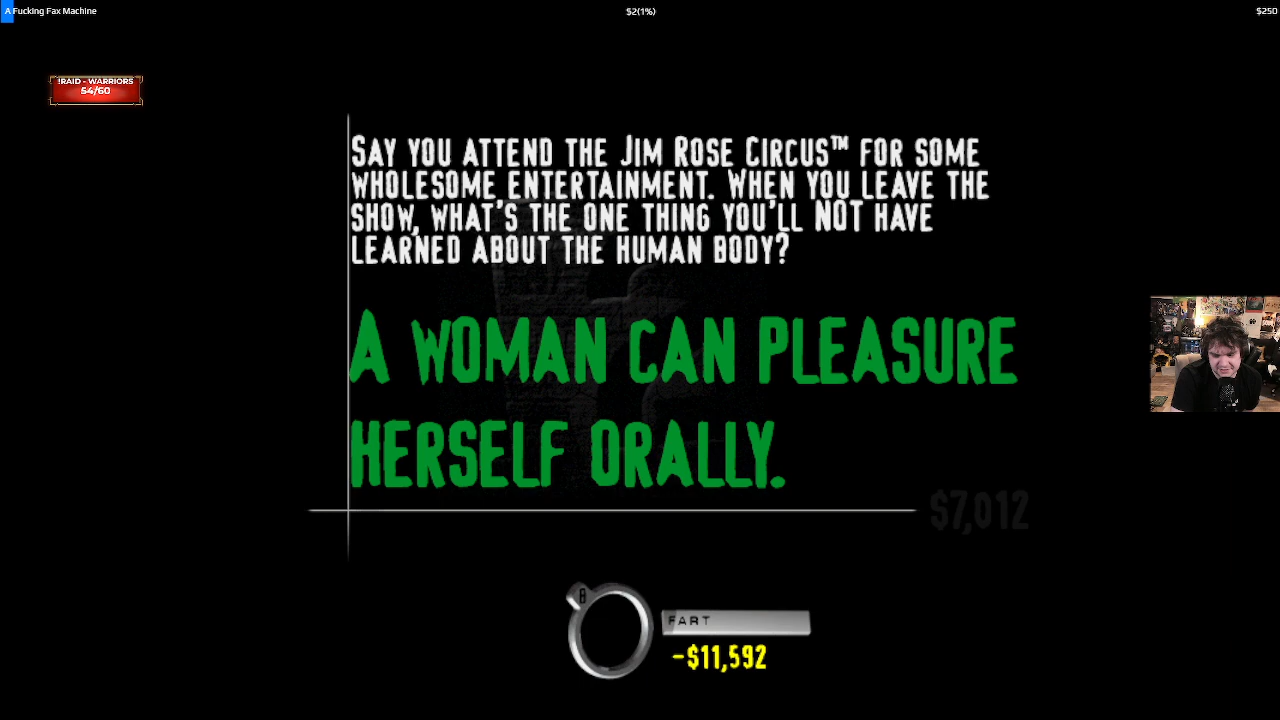 A Fucking Fax Machine
$2(1%)
$250
!RAID - WARRIORS
54/60
SAY YOU ATTEND THE JIM ROSE CIRCUS™ FOR SOME
WHOLESOME ENTERTAINMENT. WHEN YOU LEAVE THE
SHOW, WHAT'S THE ONE THING YOU'LL NOT HAVE
LEARNED ABOUT THE HUMAN BODY?
A WOMAN CAN PLEASURE
HERSELF ORALLY.
$7,012
B
FART
-$11,592